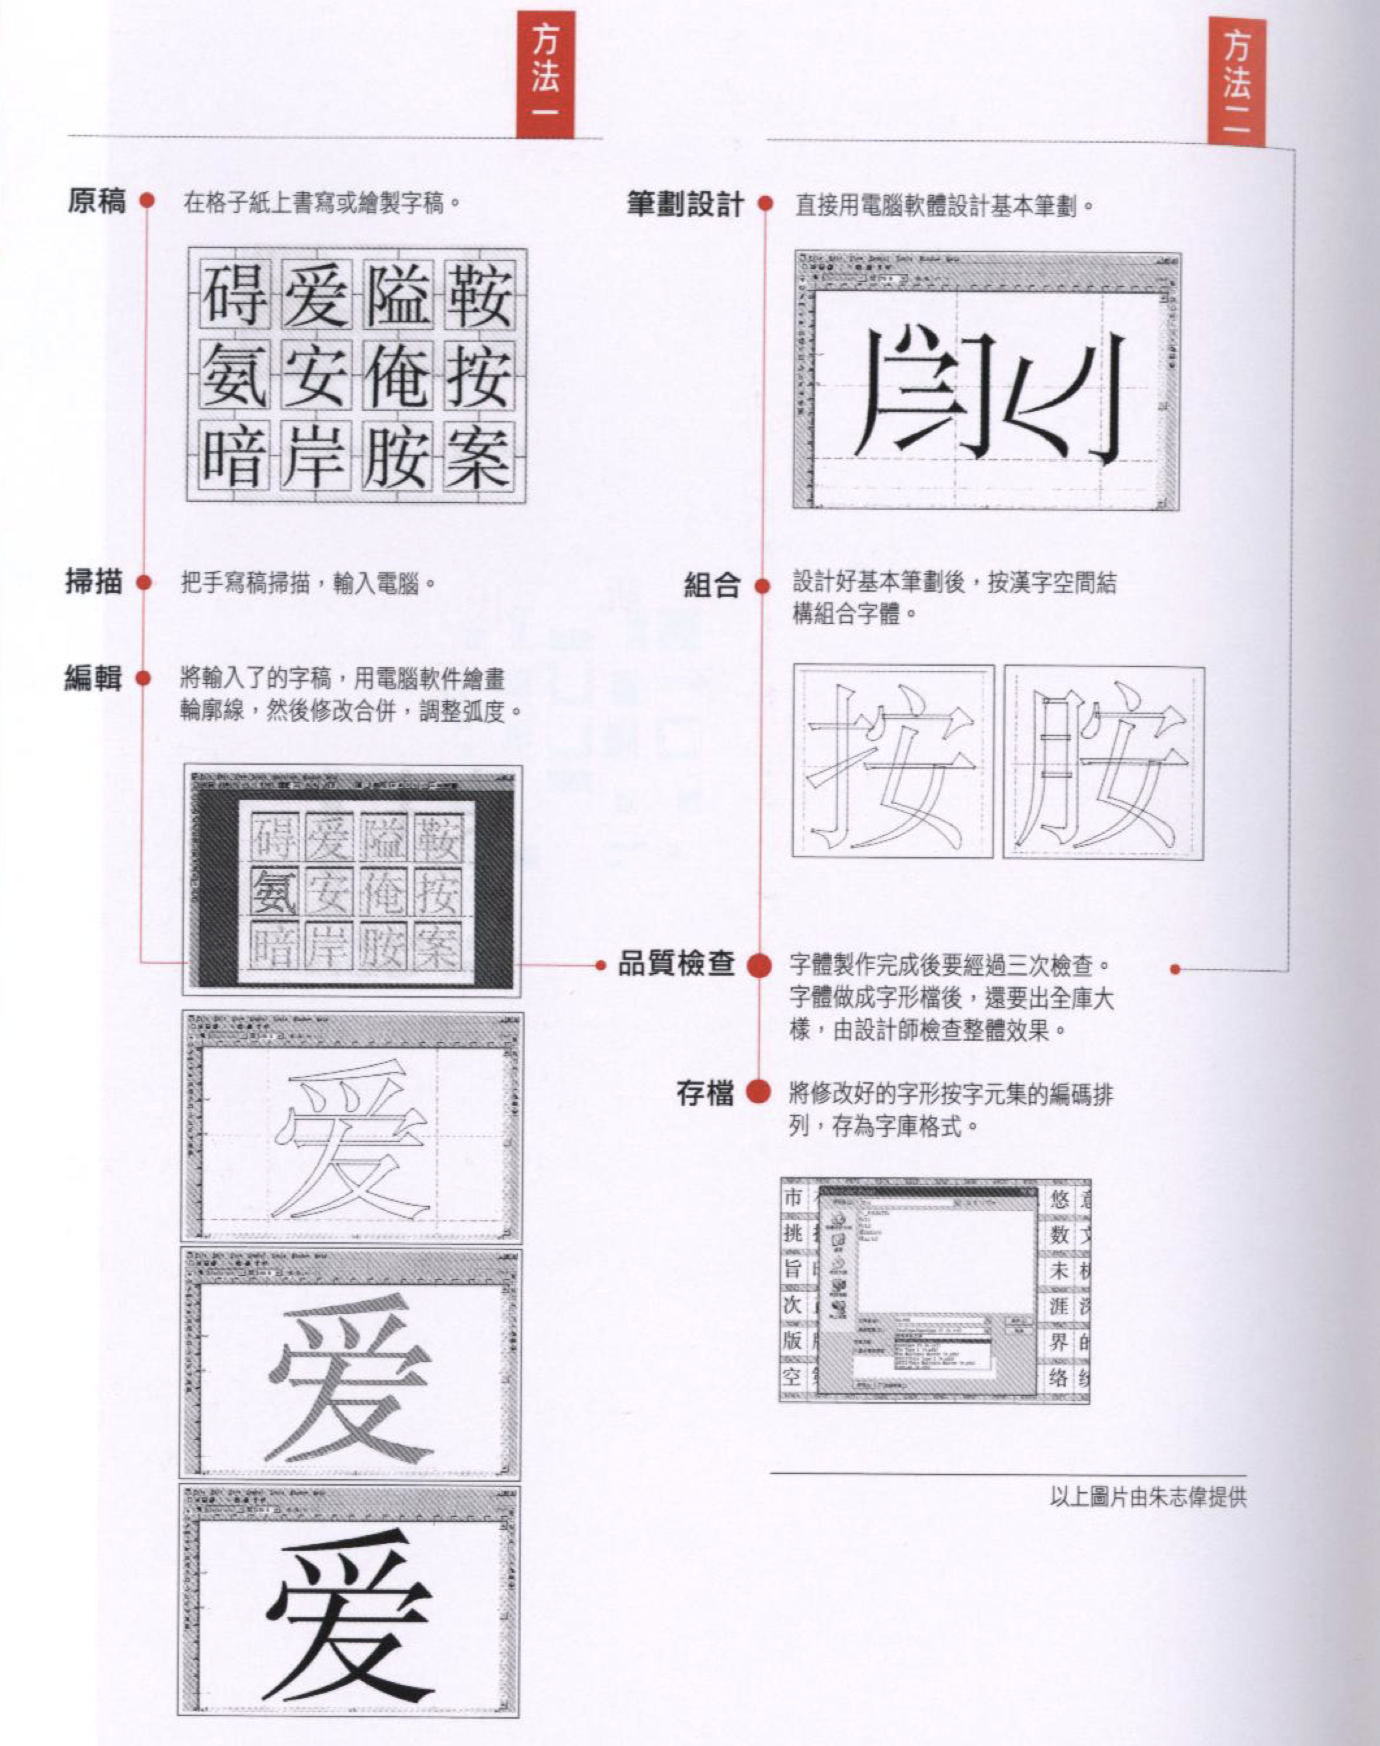 方法一
原稿
在格子紙上書寫或繪製字稿。
碍爱隘鞍
氨安俺按
暗岸胺案
掃描
把手寫稿掃描，輸入電腦。
編輯
將輸入了的字稿，用電腦軟件繪畫
輪廓線，然後修改合併，調整弧度。
碍爱隘鞍
氨安俺按
暗岸胺案
爱
爱
爱
方法二
筆劃設計
直接用電腦軟體設計基本筆劃。
組合
設計好基本筆劃後，按漢字空間結
構組合字體。
按 胺
品質檢查
字體製作完成後要經過三次檢查。
字體做成字形檔後，還要出全庫大
樣，由設計師檢查整體效果。
存檔
將修改好的字形按字元集的編碼排
列，存為字庫格式。
市 悠
挑 数
旨 未
次 涯
版 界
空 络
以上圖片由朱志偉提供